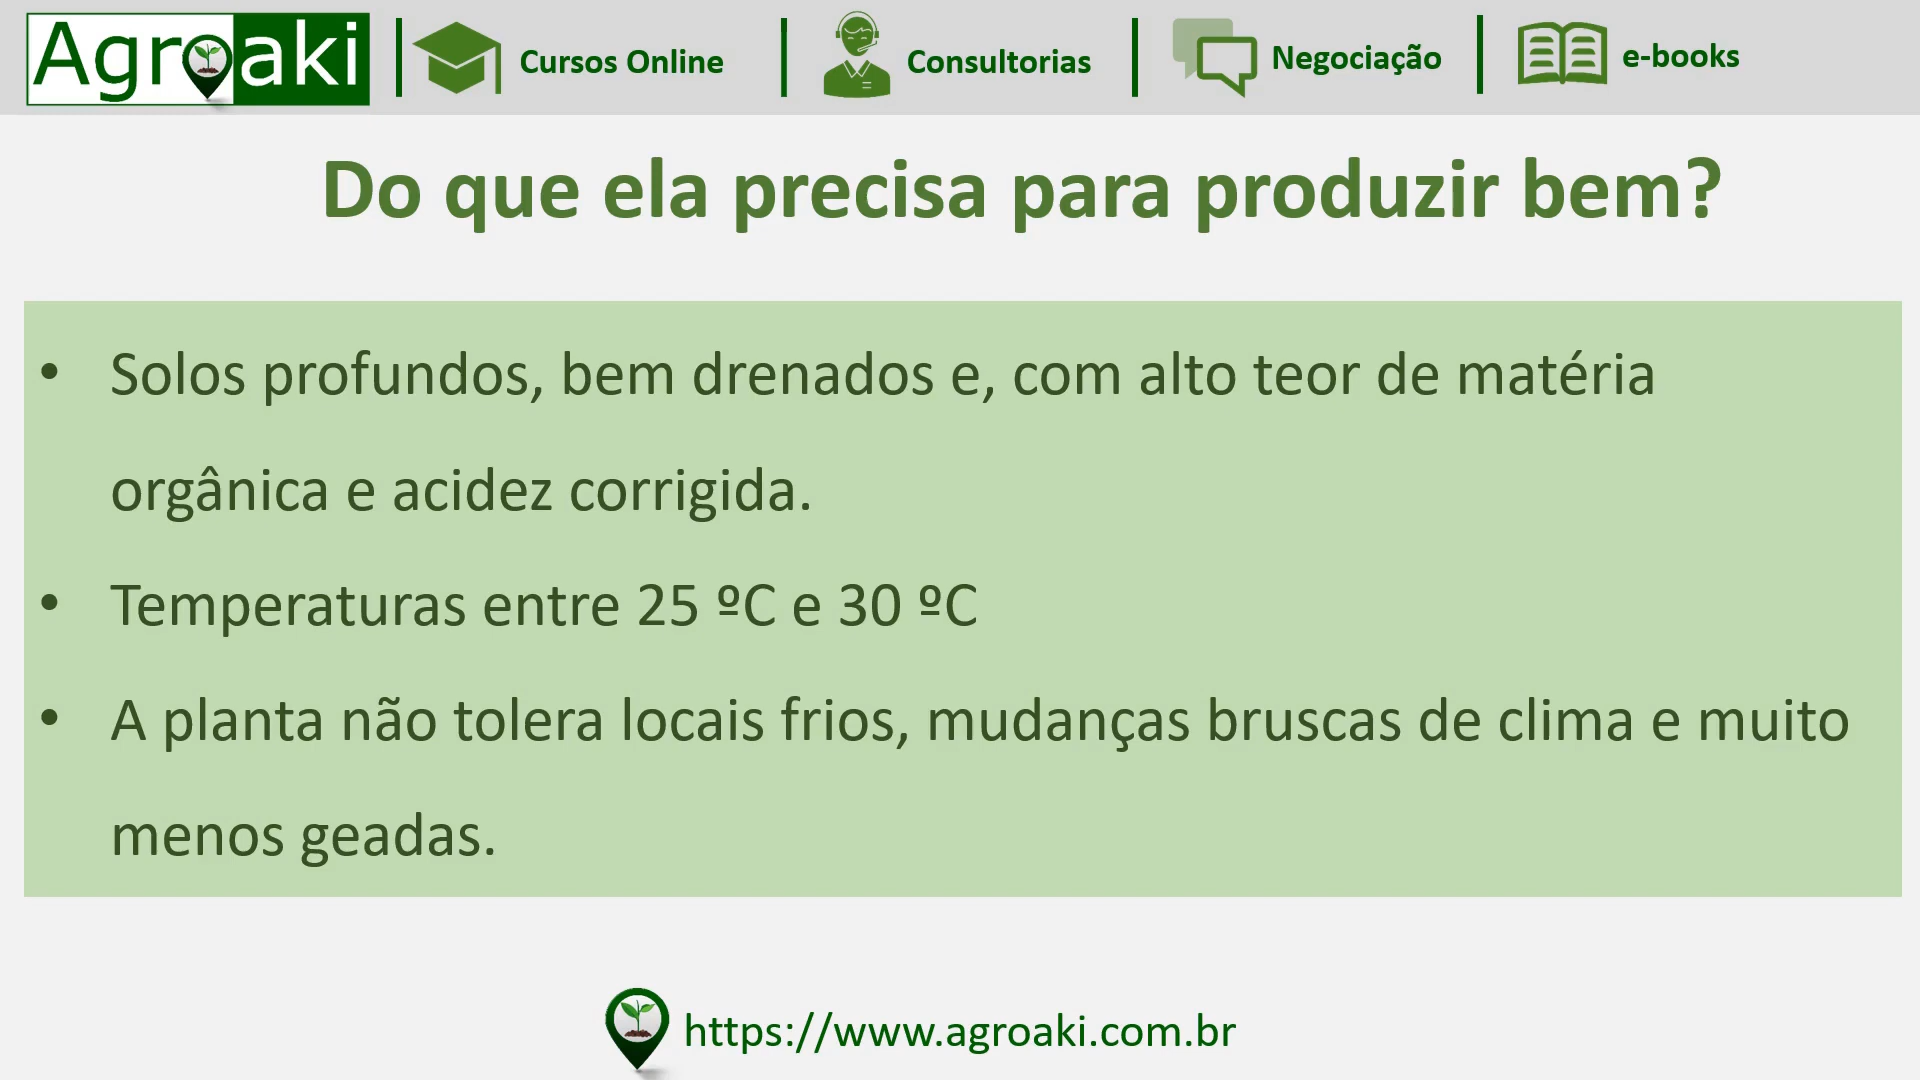 Agroaki
Cursos Online
Consultorias
Negociação
e-books
Do que ela precisa para produzir bem?
• Solos profundos, bem drenados e, com alto teor de matéria
orgânica e acidez corrigida.
• Temperaturas entre 25 ºC e 30 ºC
• A planta não tolera locais frios, mudanças bruscas de clima e muito
menos geadas.
https://www.agroaki.com.br